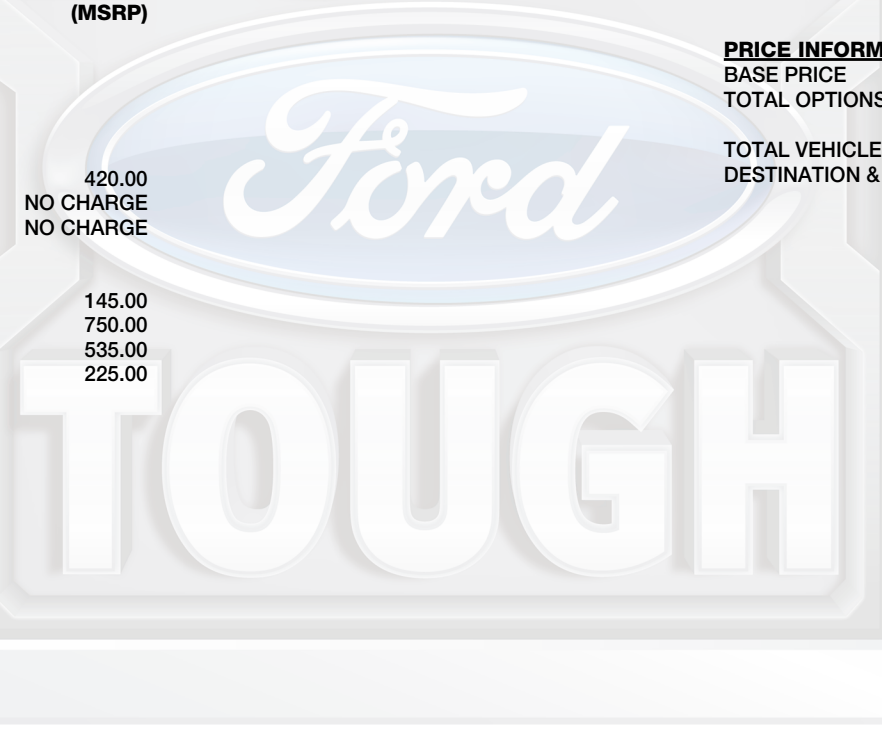 (MSRP)
420.00
NO CHARGE
NO CHARGE
145.00
750.00
535.00
225.00
PRICE INFORM
BASE PRICE
TOTAL OPTIONS
TOTAL VEHICLE
DESTINATION &
Ford
TOUGH